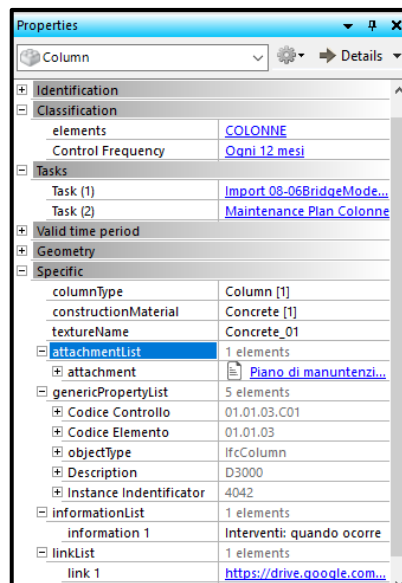 Properties
Column Details
Identification
Classification
elements COLONNE
Control Frequency Ogni 12 mesi
Tasks
Task (1) Import 08-06BridgeMode...
Task (2) Maintenance Plan Colonne
Valid time period
Geometry
Specific
columnType Column [1]
constructionMaterial Concrete [1]
textureName Concrete_01
attachmentList 1 elements
attachment Piano di manuntenzi...
genericPropertyList 5 elements
Codice Controllo 01.01.03.C01
Codice Elemento 01.01.03
objectType IfcColumn
Description D3000
Instance Indentificator 4042
informationList 1 elements
information 1 Interventi: quando ocorre
linkList 1 elements
link 1 https://drive.google.com...